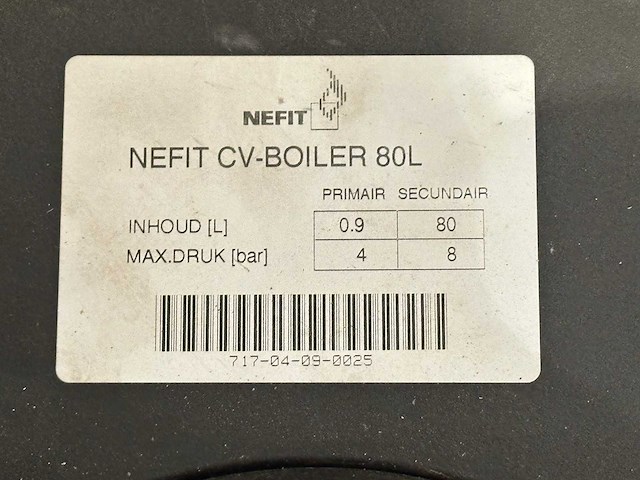 NEFIT
NEFIT CV-BOILER 80L
PRIMAIR SECUNDAIR
INHOUD [L] 0.9 80
MAX.DRUK [bar] 4 8
717-04-09-0025